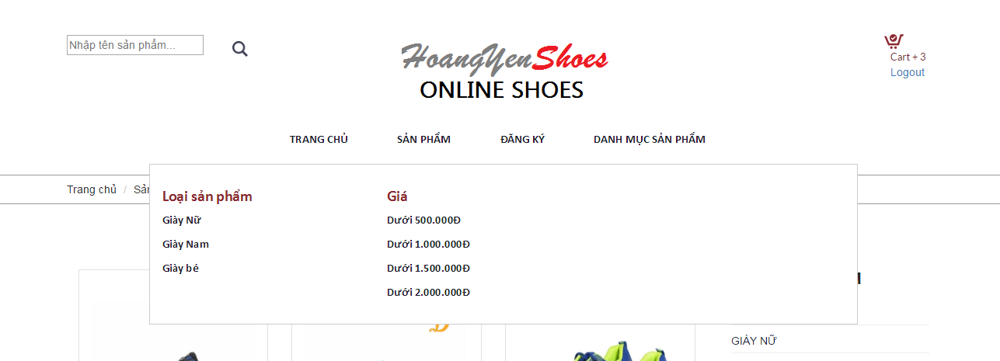 Nhập tên sản phẩm...
HoangYenShoes
ONLINE SHOES
Cart + 3
Logout
TRANG CHỦ SẢN PHẨM ĐĂNG KÝ DANH MỤC SẢN PHẨM
Trang chủ /
Loại sản phẩm
Giày Nữ
Giày Nam
Giày bé
Giá
Dưới 500.000Đ
Dưới 1.000.000Đ
Dưới 1.500.000Đ
Dưới 2.000.000Đ
GIÀY NỮ